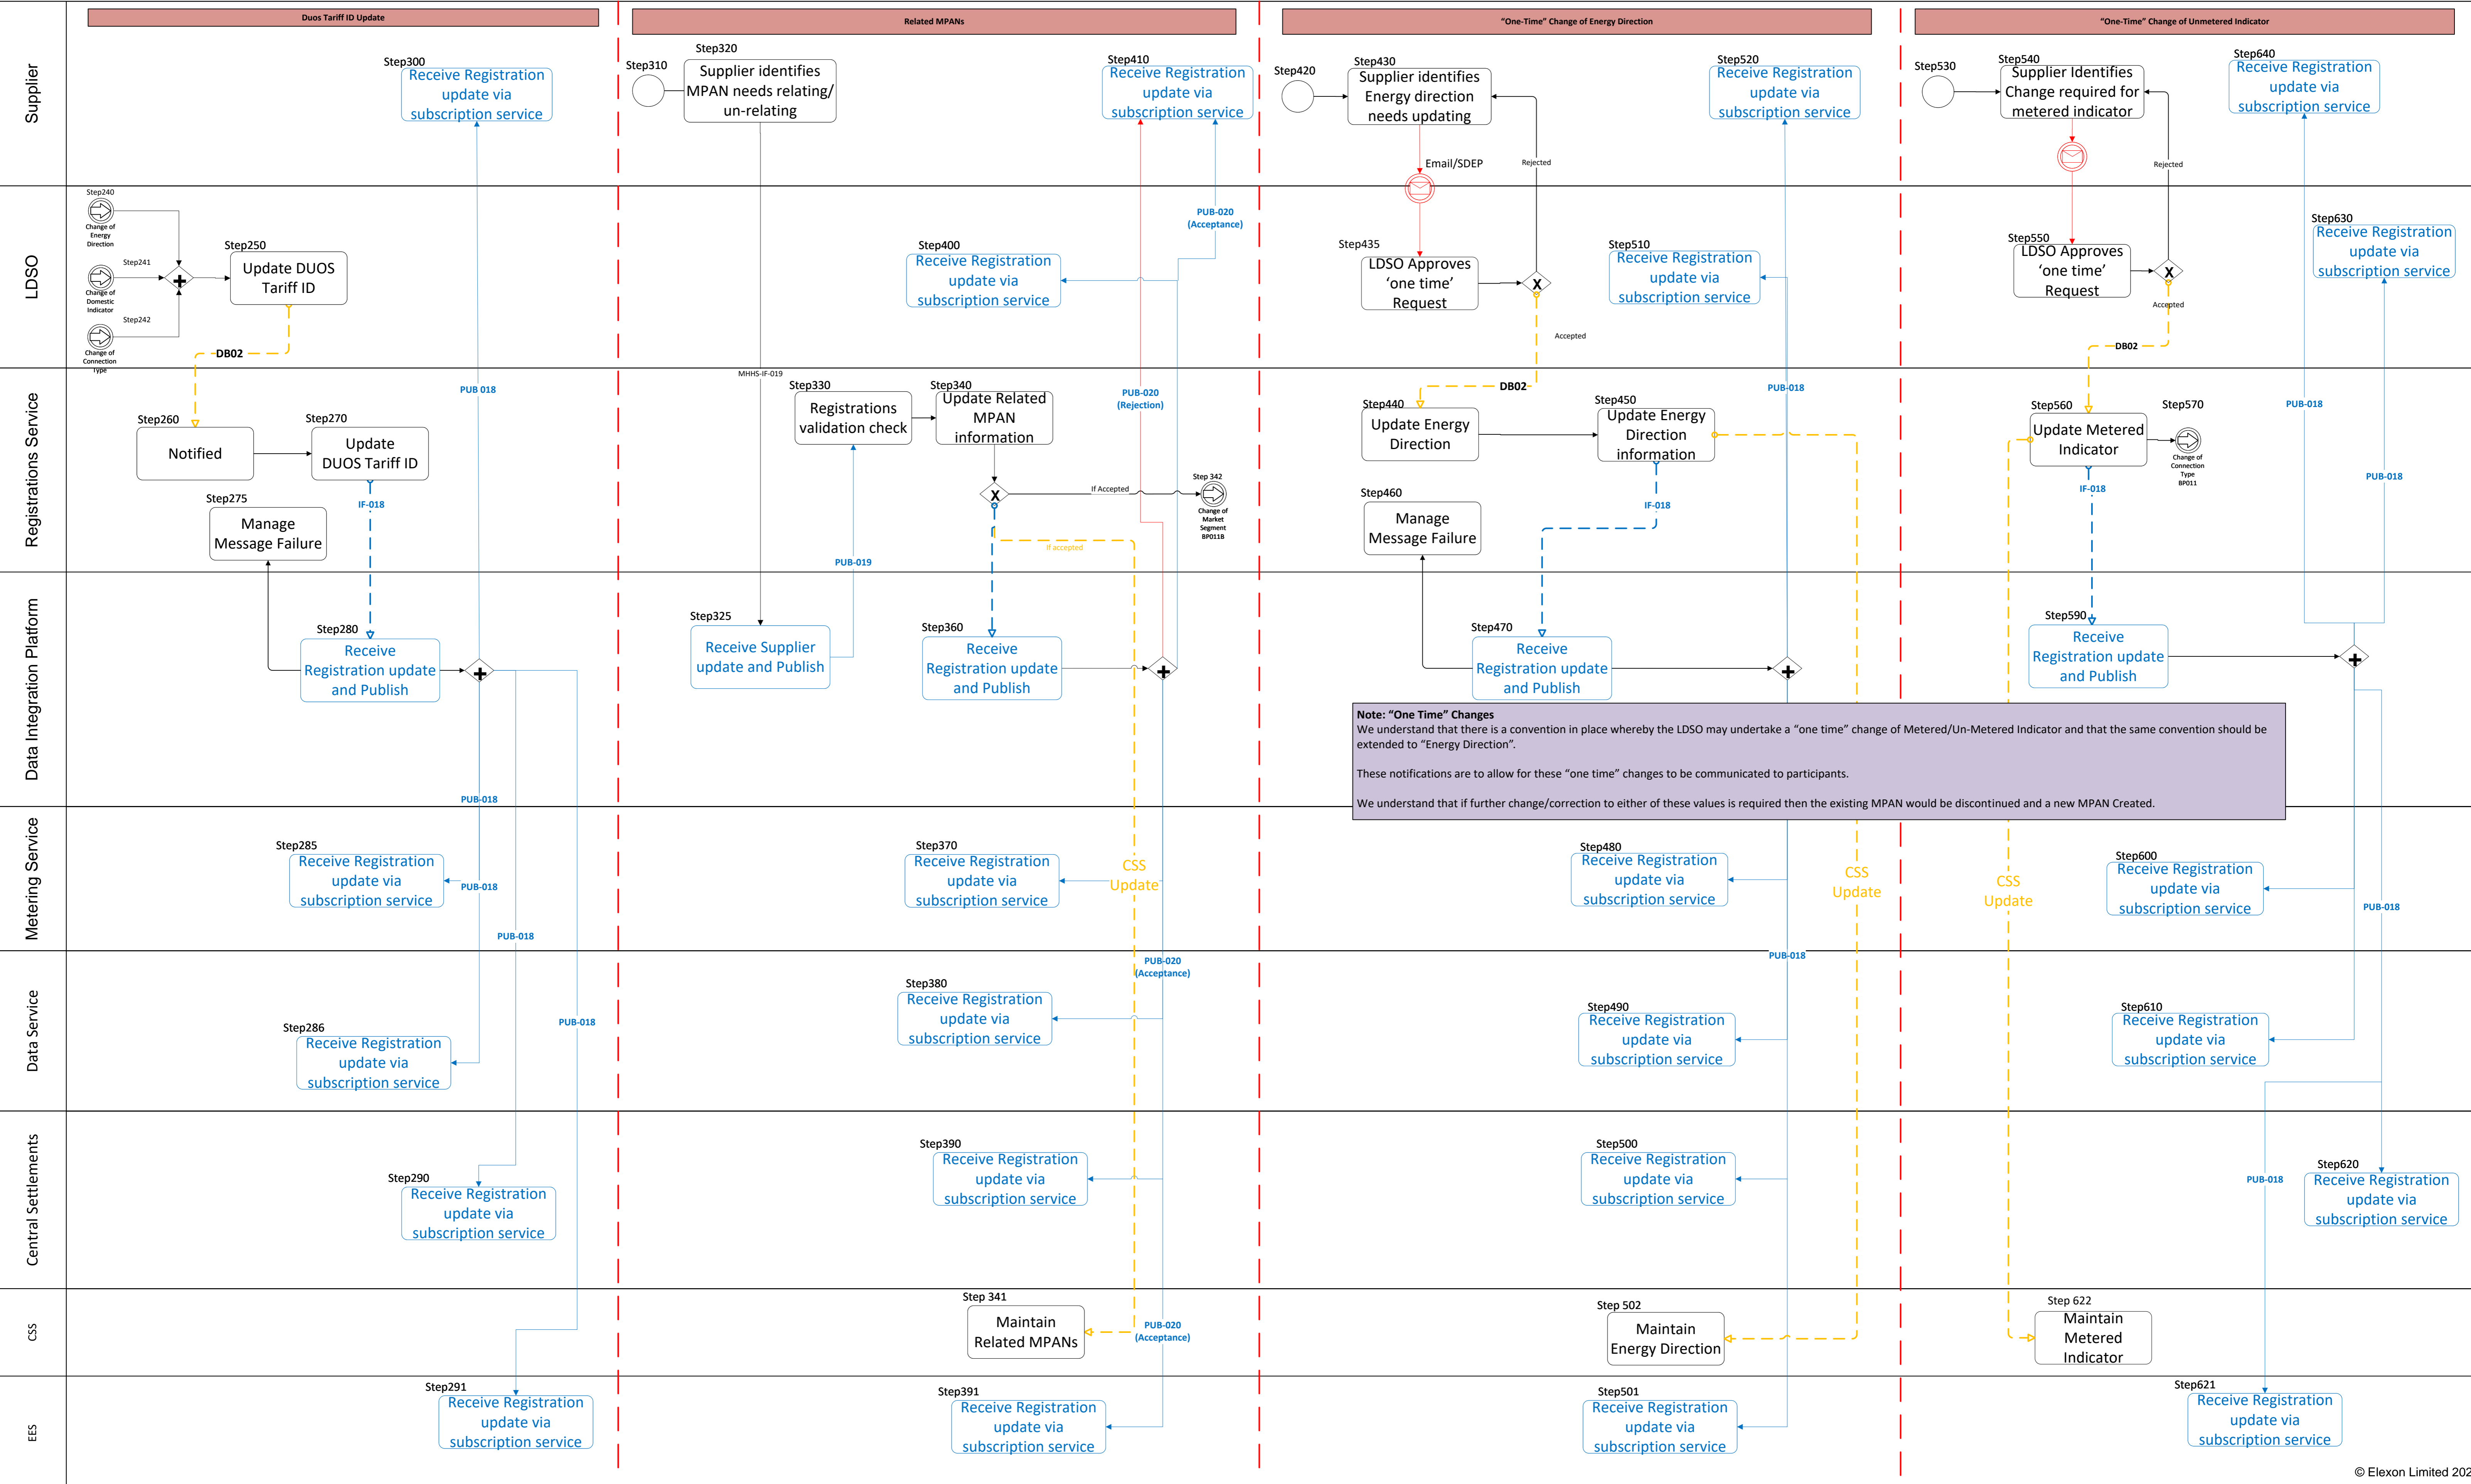 Duos Tariff ID Update
Related MPANs
"One-Time" Change of Energy Direction
"One-Time" Change of Unmetered Indicator
Supplier
Step300
Receive Registration
update via
subscription service
Step310
Step320
Supplier identifies
MPAN needs relating/
un-relating
Step410
Receive Registration
update via
subscription service
Step420
Step430
Supplier identifies
Energy direction
needs updating
Email/SDEP
Rejected
Step520
Receive Registration
update via
subscription service
Step530
Step540
Supplier Identifies
Change required for
metered indicator
Rejected
Step640
Receive Registration
update via
subscription service
LDSO
Step240
Change of
Energy
Direction
Step241
Change of
Domestic
Indicator
Step242
Change of
Connection
Type
Step250
Update DUOS
Tariff ID
DB02
Step400
Receive Registration
update via
subscription service
PUB-020
(Acceptance)
Step435
LDSO Approves
‘one time’
Request
X
Accepted
Step510
Receive Registration
update via
subscription service
Step550
LDSO Approves
‘one time’
Request
X
Accepted
DB02
Step630
Receive Registration
update via
subscription service
Registrations Service
PUB 018
Step260
Notified
Step270
Update
DUOS Tariff ID
IF-018
Step275
Manage
Message Failure
MHHS-IF-019
Step330
Registrations
validation check
Step340
Update Related
MPAN
information
X
If Accepted
If accepted
PUB-019
PUB-020
(Rejection)
Step 342
Change of
Market
Segment
BP011B
DB02
Step440
Update Energy
Direction
Step450
Update Energy
Direction
information
IF-018
Step460
Manage
Message Failure
PUB-018
Step560
Update Metered
Indicator
Step570
Change of
Connection
Type
BP011
IF-018
PUB-018
PUB-018
Data Integration Platform
Step280
Receive
Registration update
and Publish
PUB-018
Step325
Receive Supplier
update and Publish
Step360
Receive
Registration update
and Publish
Step470
Receive
Registration update
and Publish
Step590
Receive
Registration update
and Publish
Note: “One Time” Changes
We understand that there is a convention in place whereby the LDSO may undertake a “one time” change of Metered/Un-Metered Indicator and that the same convention should be
extended to “Energy Direction”.
These notifications are to allow for these “one time” changes to be communicated to participants.
We understand that if further change/correction to either of these values is required then the existing MPAN would be discontinued and a new MPAN Created.
Metering Service
Step285
Receive Registration
update via
subscription service
PUB-018
PUB-018
Step370
Receive Registration
update via
subscription service
CSS
Update
Step480
Receive Registration
update via
subscription service
CSS
Update
CSS
Update
Step600
Receive Registration
update via
subscription service
PUB-018
Data Service
Step286
Receive Registration
update via
subscription service
PUB-018
Step380
Receive Registration
update via
subscription service
PUB-020
(Acceptance)
PUB-018
Step490
Receive Registration
update via
subscription service
Step610
Receive Registration
update via
subscription service
Central Settlements
Step290
Receive Registration
update via
subscription service
Step390
Receive Registration
update via
subscription service
Step500
Receive Registration
update via
subscription service
PUB-018
Step620
Receive Registration
update via
subscription service
CSS
Step 341
Maintain
Related MPANs
PUB-020
(Acceptance)
Step 502
Maintain
Energy Direction
Step 622
Maintain
Metered
Indicator
EES
Step291
Receive Registration
update via
subscription service
Step391
Receive Registration
update via
subscription service
Step501
Receive Registration
update via
subscription service
Step621
Receive Registration
update via
subscription service
© Elexon Limited 202